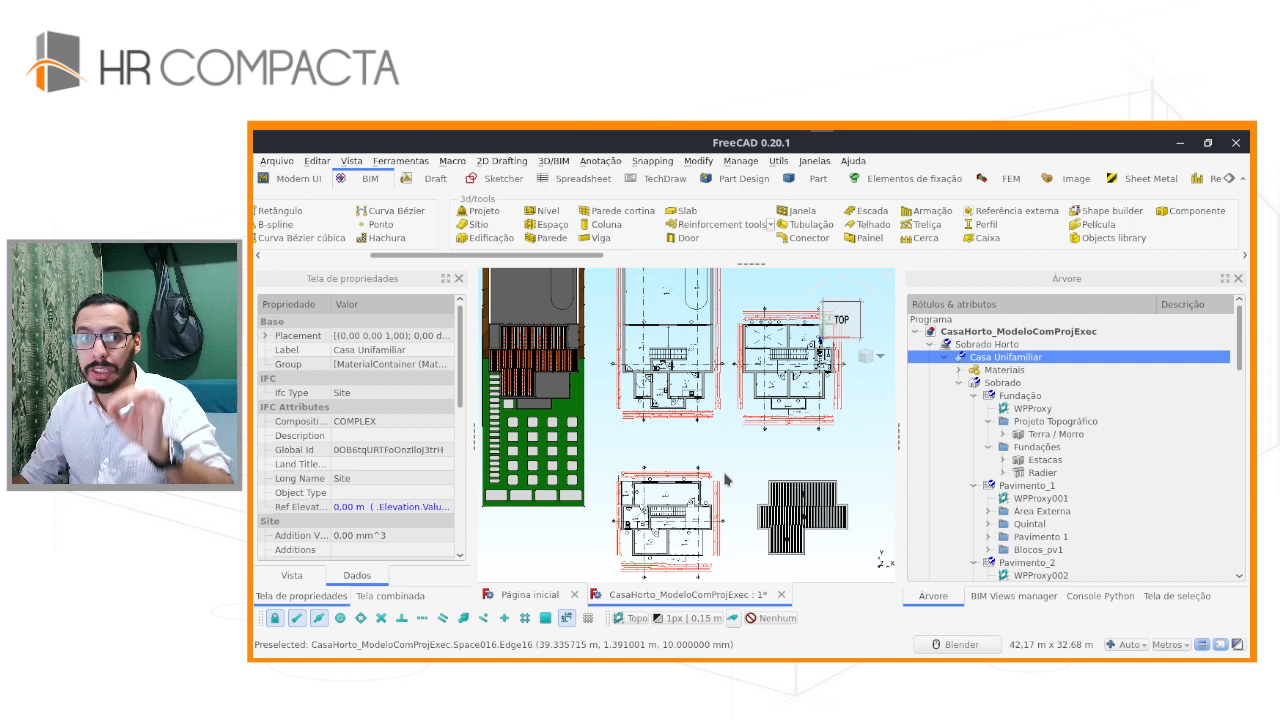 HR COMPACTA
FreeCAD 0.20.1
Arquivo Editar Vista Ferramentas Macro 2D Drafting 3D/BIM Anotação Snapping Modify Manage Utils Janelas Ajuda
Modern UI BIM Draft Sketcher Spreadsheet TechDraw Part Design Part Elementos de fixação FEM Image Sheet Metal Re
3d/tools
Retângulo Curva Bézier Projeto Nível Parede cortina Slab Janela Escada Armação Referência externa Shape builder Componente
B-spline Ponto Sítio Espaço Coluna Reinforcement tools Tubulação Telhado Treliça Perfil Película
Curva Bézier cúbica Hachura Edificação Parede Viga Door Conector Painel Cerca Caixa Objects library
Tela de propriedades
Propriedade Valor
Base
Placement [(0,00 0,00 1,00); 0,00 d...
Label Casa Unifamiliar
Group [MaterialContainer (Mat...
IFC
Ifc Type Site
IFC Attributes
Compositi... COMPLEX
Description
Global Id 0OB6tqURTFoOnzIloJ3trH
Land Title...
Long Name Site
Object Type
Ref Elevat... 0,00 m ( .Elevation.Valu...
Site
Addition V... 0,00 mm^3
Additions
Vista Dados
Tela de propriedades Tela combinada
TOP
Y
Z X
Árvore
Rótulos & atributos Descrição
Programa
CasaHorto_ModeloComProjExec
Sobrado Horto
Casa Unifamiliar
Materiais
Sobrado
Fundação
WPProxy
Projeto Topográfico
Terra / Morro
Fundações
Estacas
Radier
Pavimento_1
WPProxy001
Área Externa
Quintal
Pavimento 1
Blocos_pv1
Pavimento_2
WPProxy002
Página inicial CasaHorto_ModeloComProjExec : 1*
Árvore BIM Views manager Console Python Tela de seleção
Topo 1px | 0,15 m Nenhum
Preselected: CasaHorto_ModeloComProjExec.Space016.Edge16 (39.335715 m, 1.391001 m, 10.000000 mm)
Blender 42,17 m x 32,68 m Auto Metros